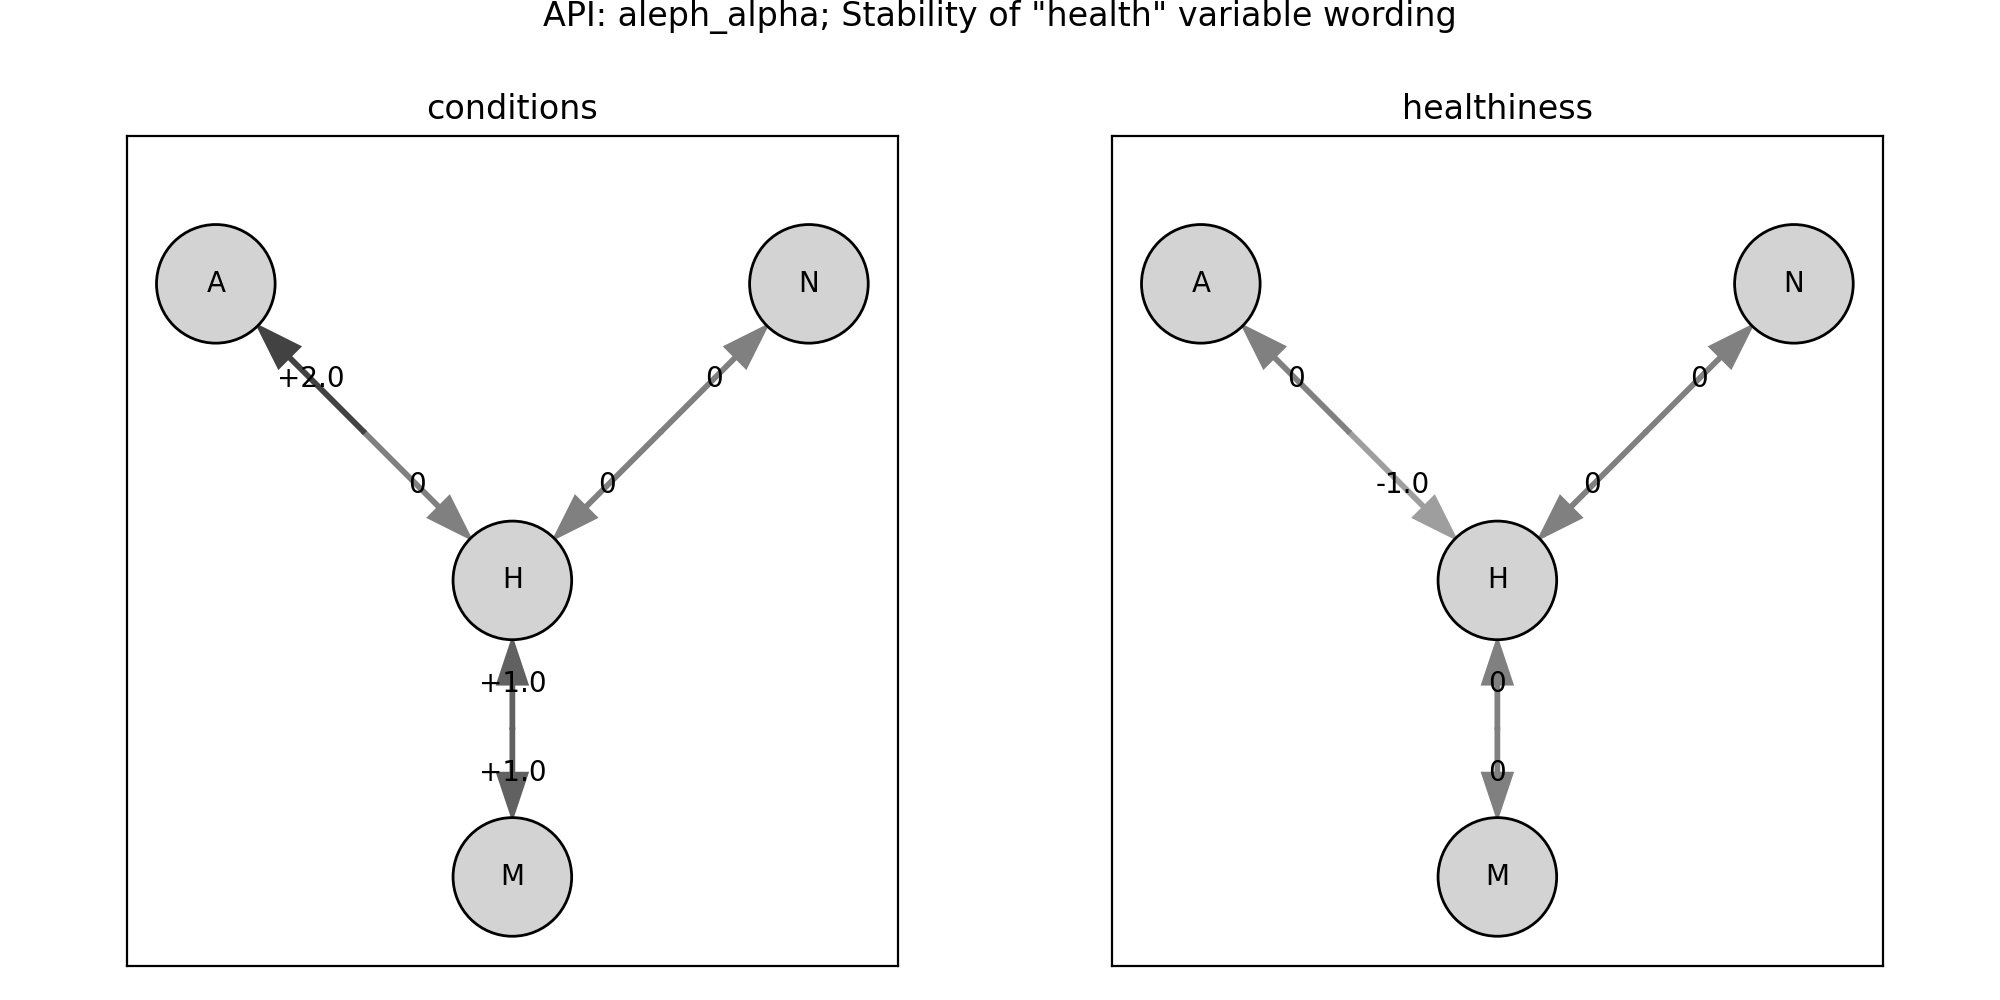 API: aleph_alpha; Stability of "health" variable wording
conditions
A
N
+2.0
0
0
0
H
+1.0
+1.0
M
healthiness
A
N
0
0
-1.0
0
H
0
0
M